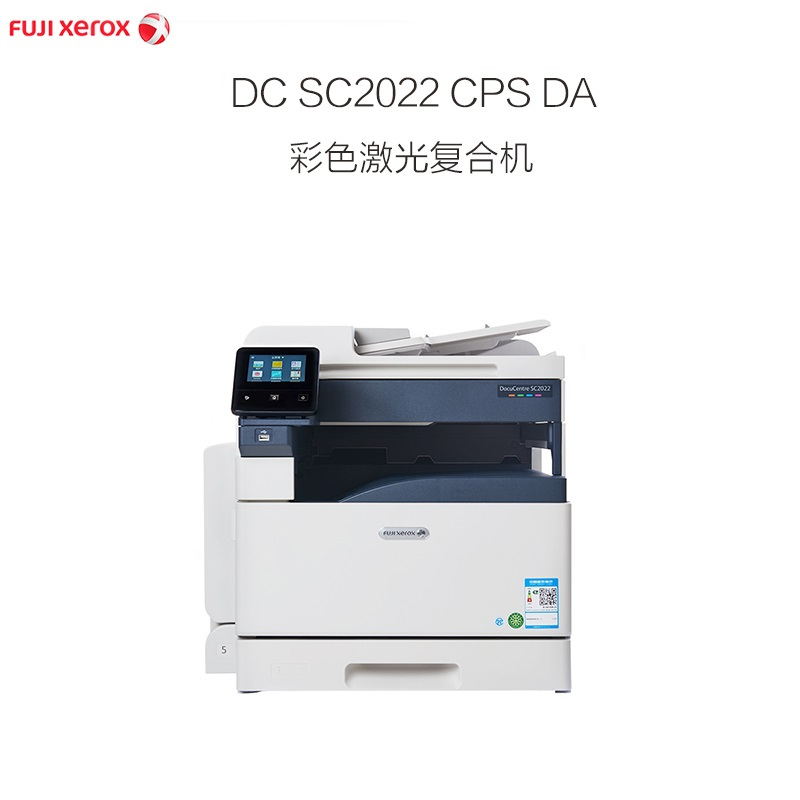 FUJI xerox
DC SC2022 CPS DA
彩色激光复合机
DocuCentre SC2022
FUJI xerox
5